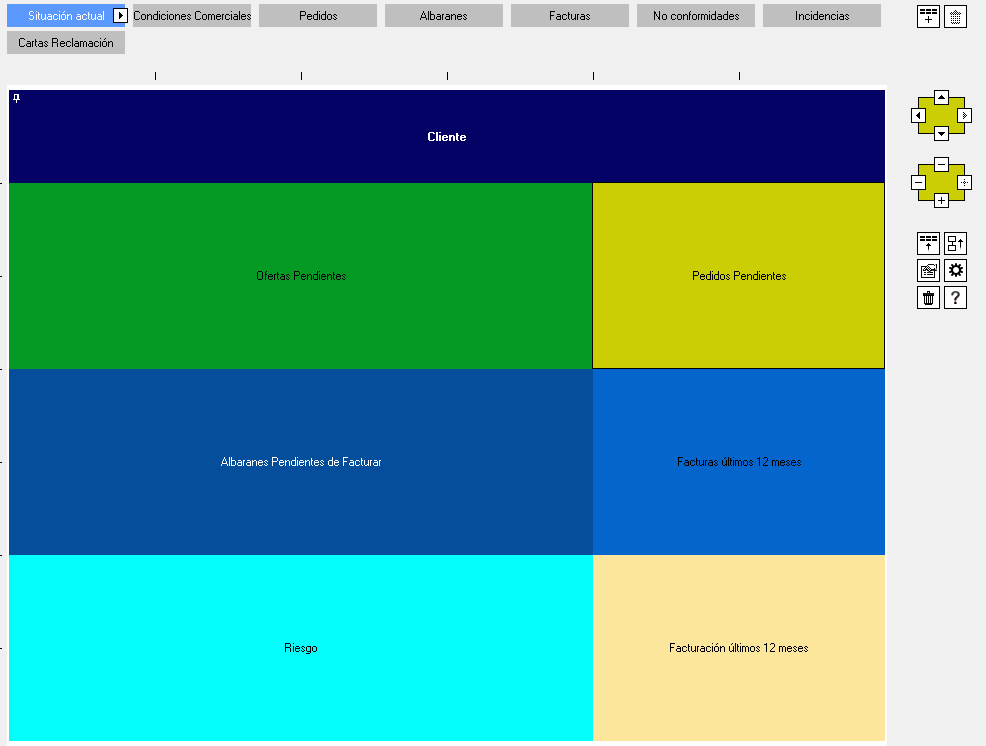 Situación actual
Condiciones Comerciales
Pedidos
Albaranes
Facturas
No conformidades
Incidencias
Cartas Reclamación
Cliente
Ofertas Pendientes
Pedidos Pendientes
Albaranes Pendientes de Facturar
Facturas últimos 12 meses
Riesgo
Facturación últimos 12 meses
?